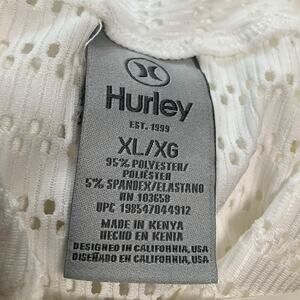 Hurley
EST. 1999
XL/XG
95% POLYESTER/
POLIÉSTER
5% SPANDEX/ELASTANO
RN 103658
UPC 198547044912
MADE IN KENYA
HECHO EN KENIA
DESIGNED IN CALIFORNIA, USA
DISEÑADO EN CALIFORNIA, USA